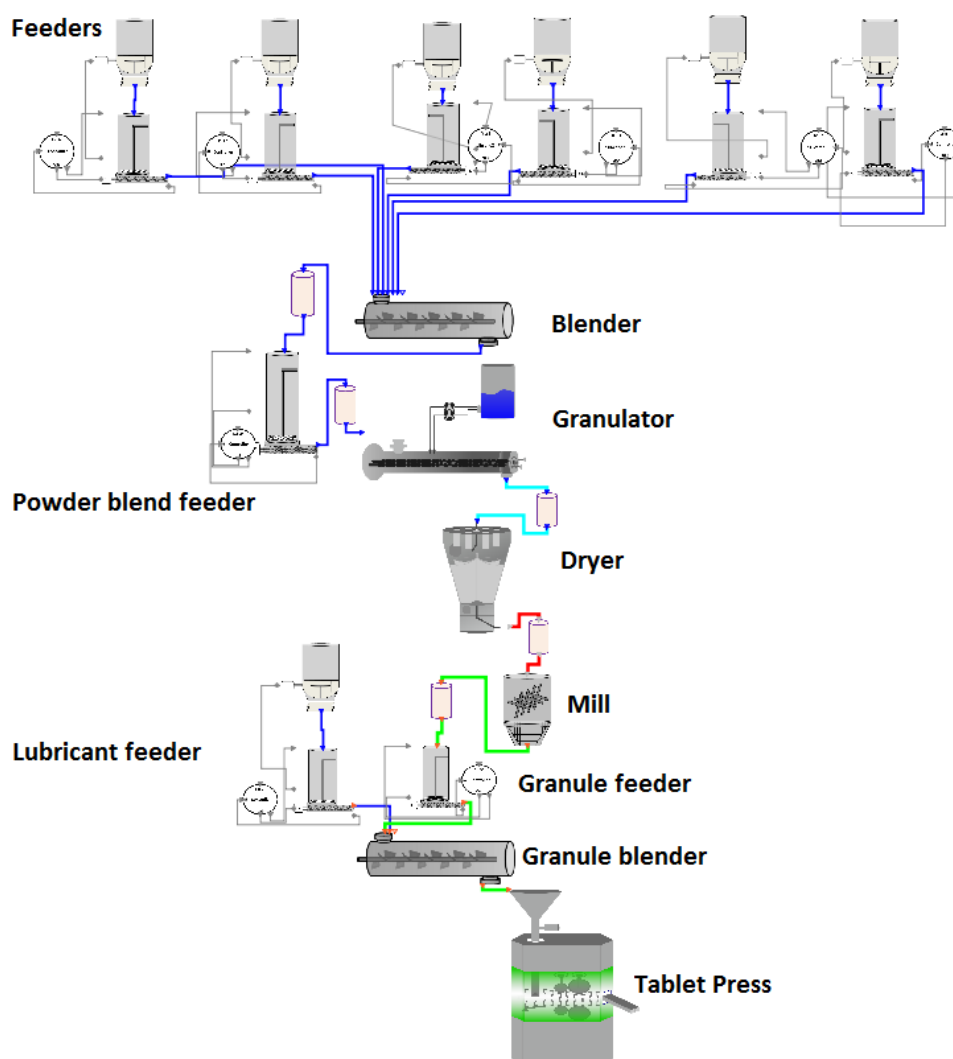 Feeders
Blender
Granulator
Powder blend feeder
Dryer
Mill
Lubricant feeder
Granule feeder
Granule blender
Tablet Press